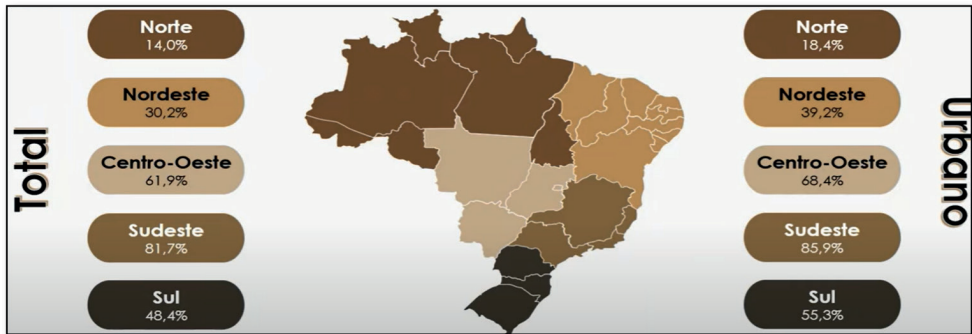 Total
Norte
14,0%
Nordeste
30,2%
Centro-Oeste
61,9%
Sudeste
81,7%
Sul
48,4%
Norte
18,4%
Nordeste
39,2%
Centro-Oeste
68,4%
Sudeste
85,9%
Sul
55,3%
Urbano